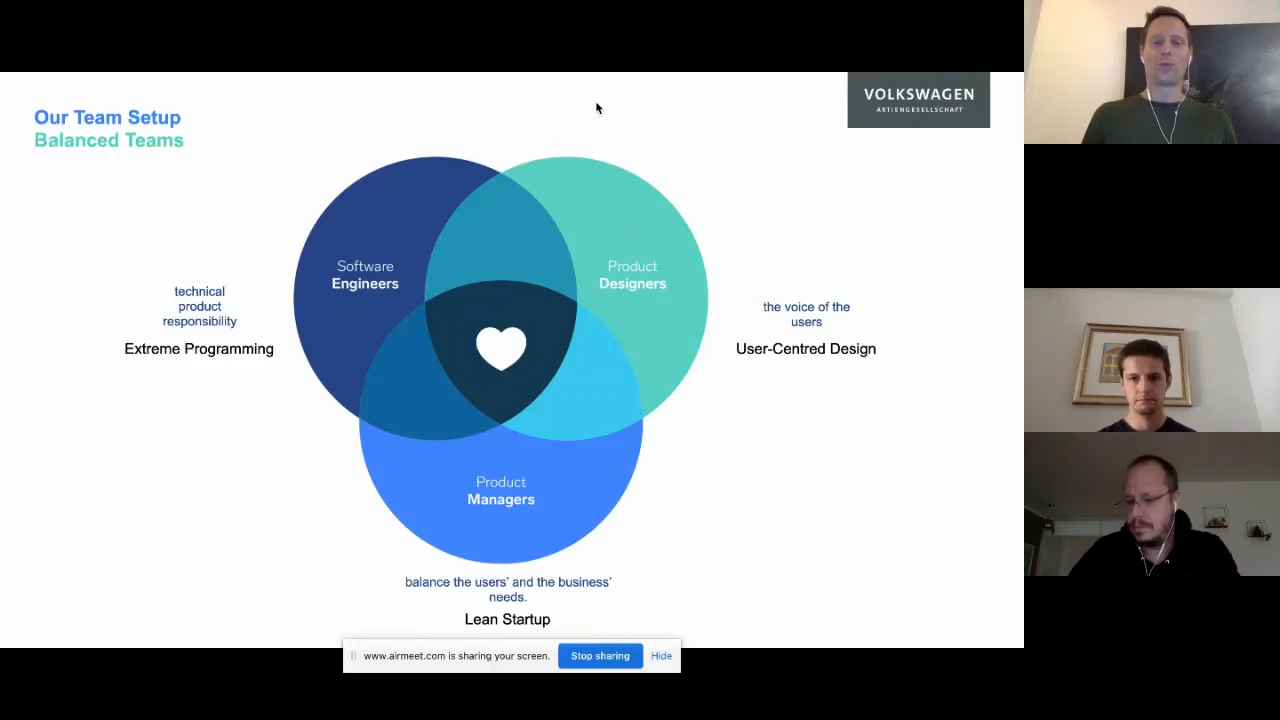 Our Team Setup
Balanced Teams
VOLKSWAGEN
AKTIENGESELLSCHAFT
Software
Engineers
Product
Designers
technical
product
responsibility
Extreme Programming
the voice of the
users
User-Centred Design
Product
Managers
balance the users' and the business'
needs.
Lean Startup
www.airmeet.com is sharing your screen.
Stop sharing
Hide